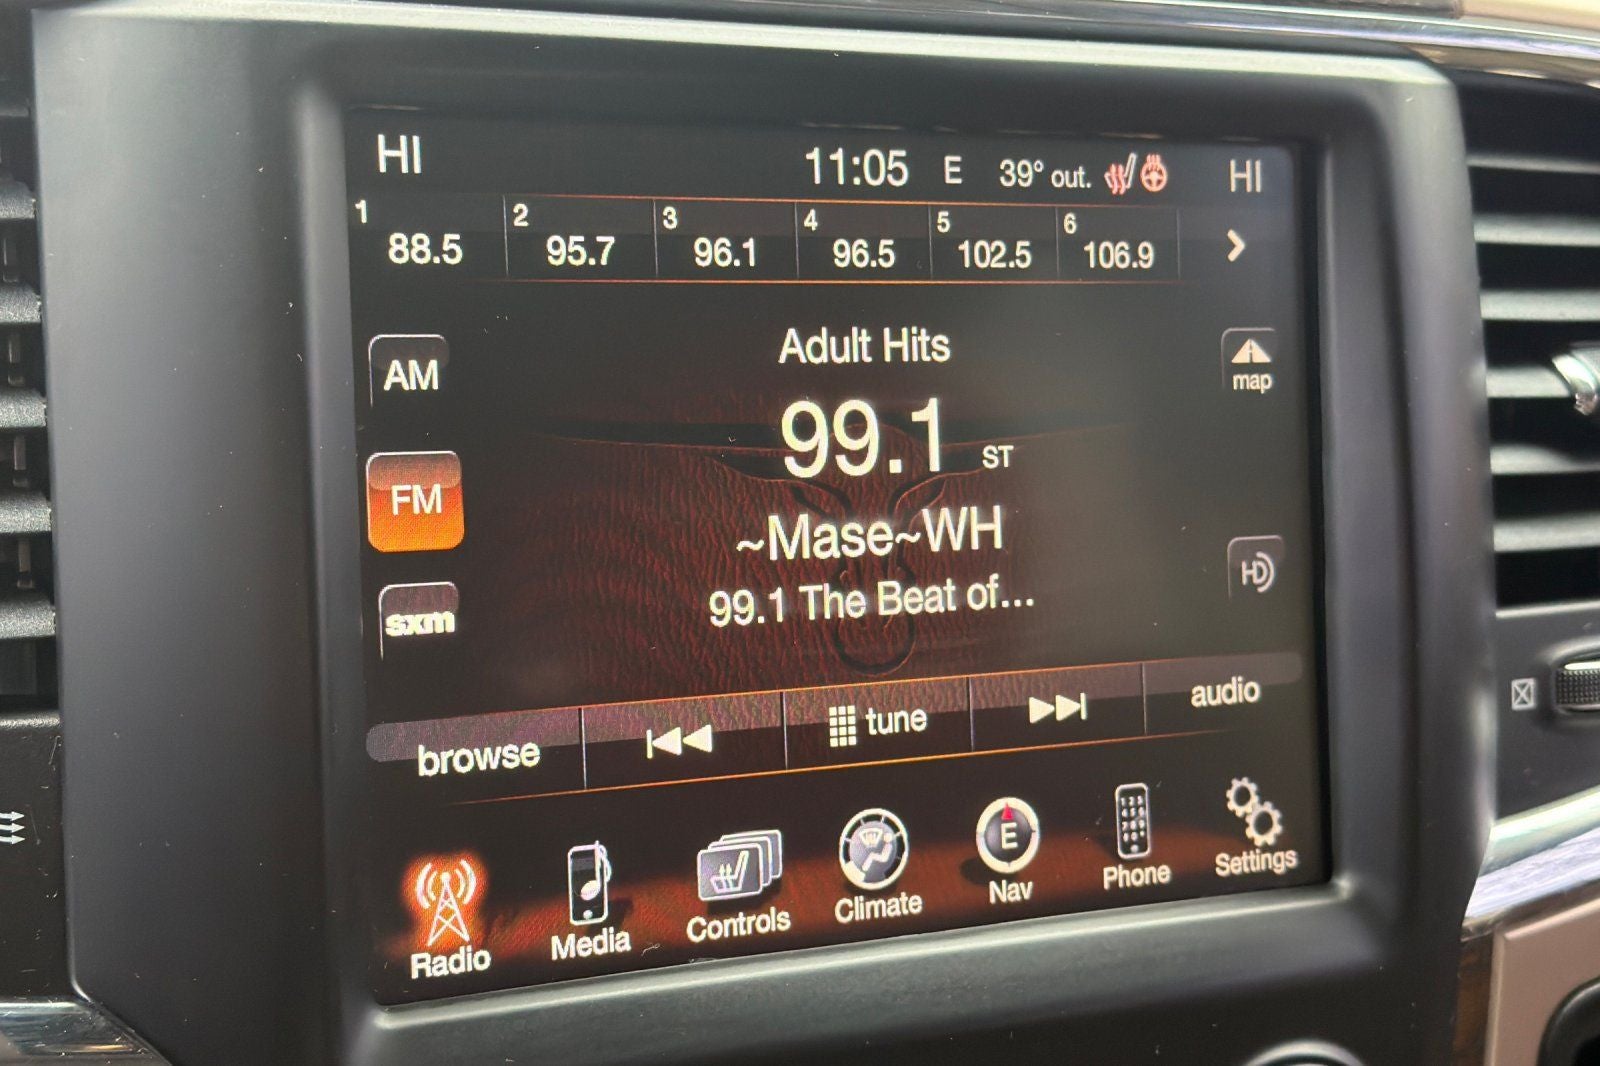 HI 11:05 E 39° out. HI
1 88.5 2 95.7 3 96.1 4 96.5 5 102.5 6 106.9
Adult Hits
AM
map
99.1 ST
FM
~Mase~WH
HD
99.1 The Beat of...
sxm
browse tune audio
E
Radio Media Controls Climate Nav Phone Settings